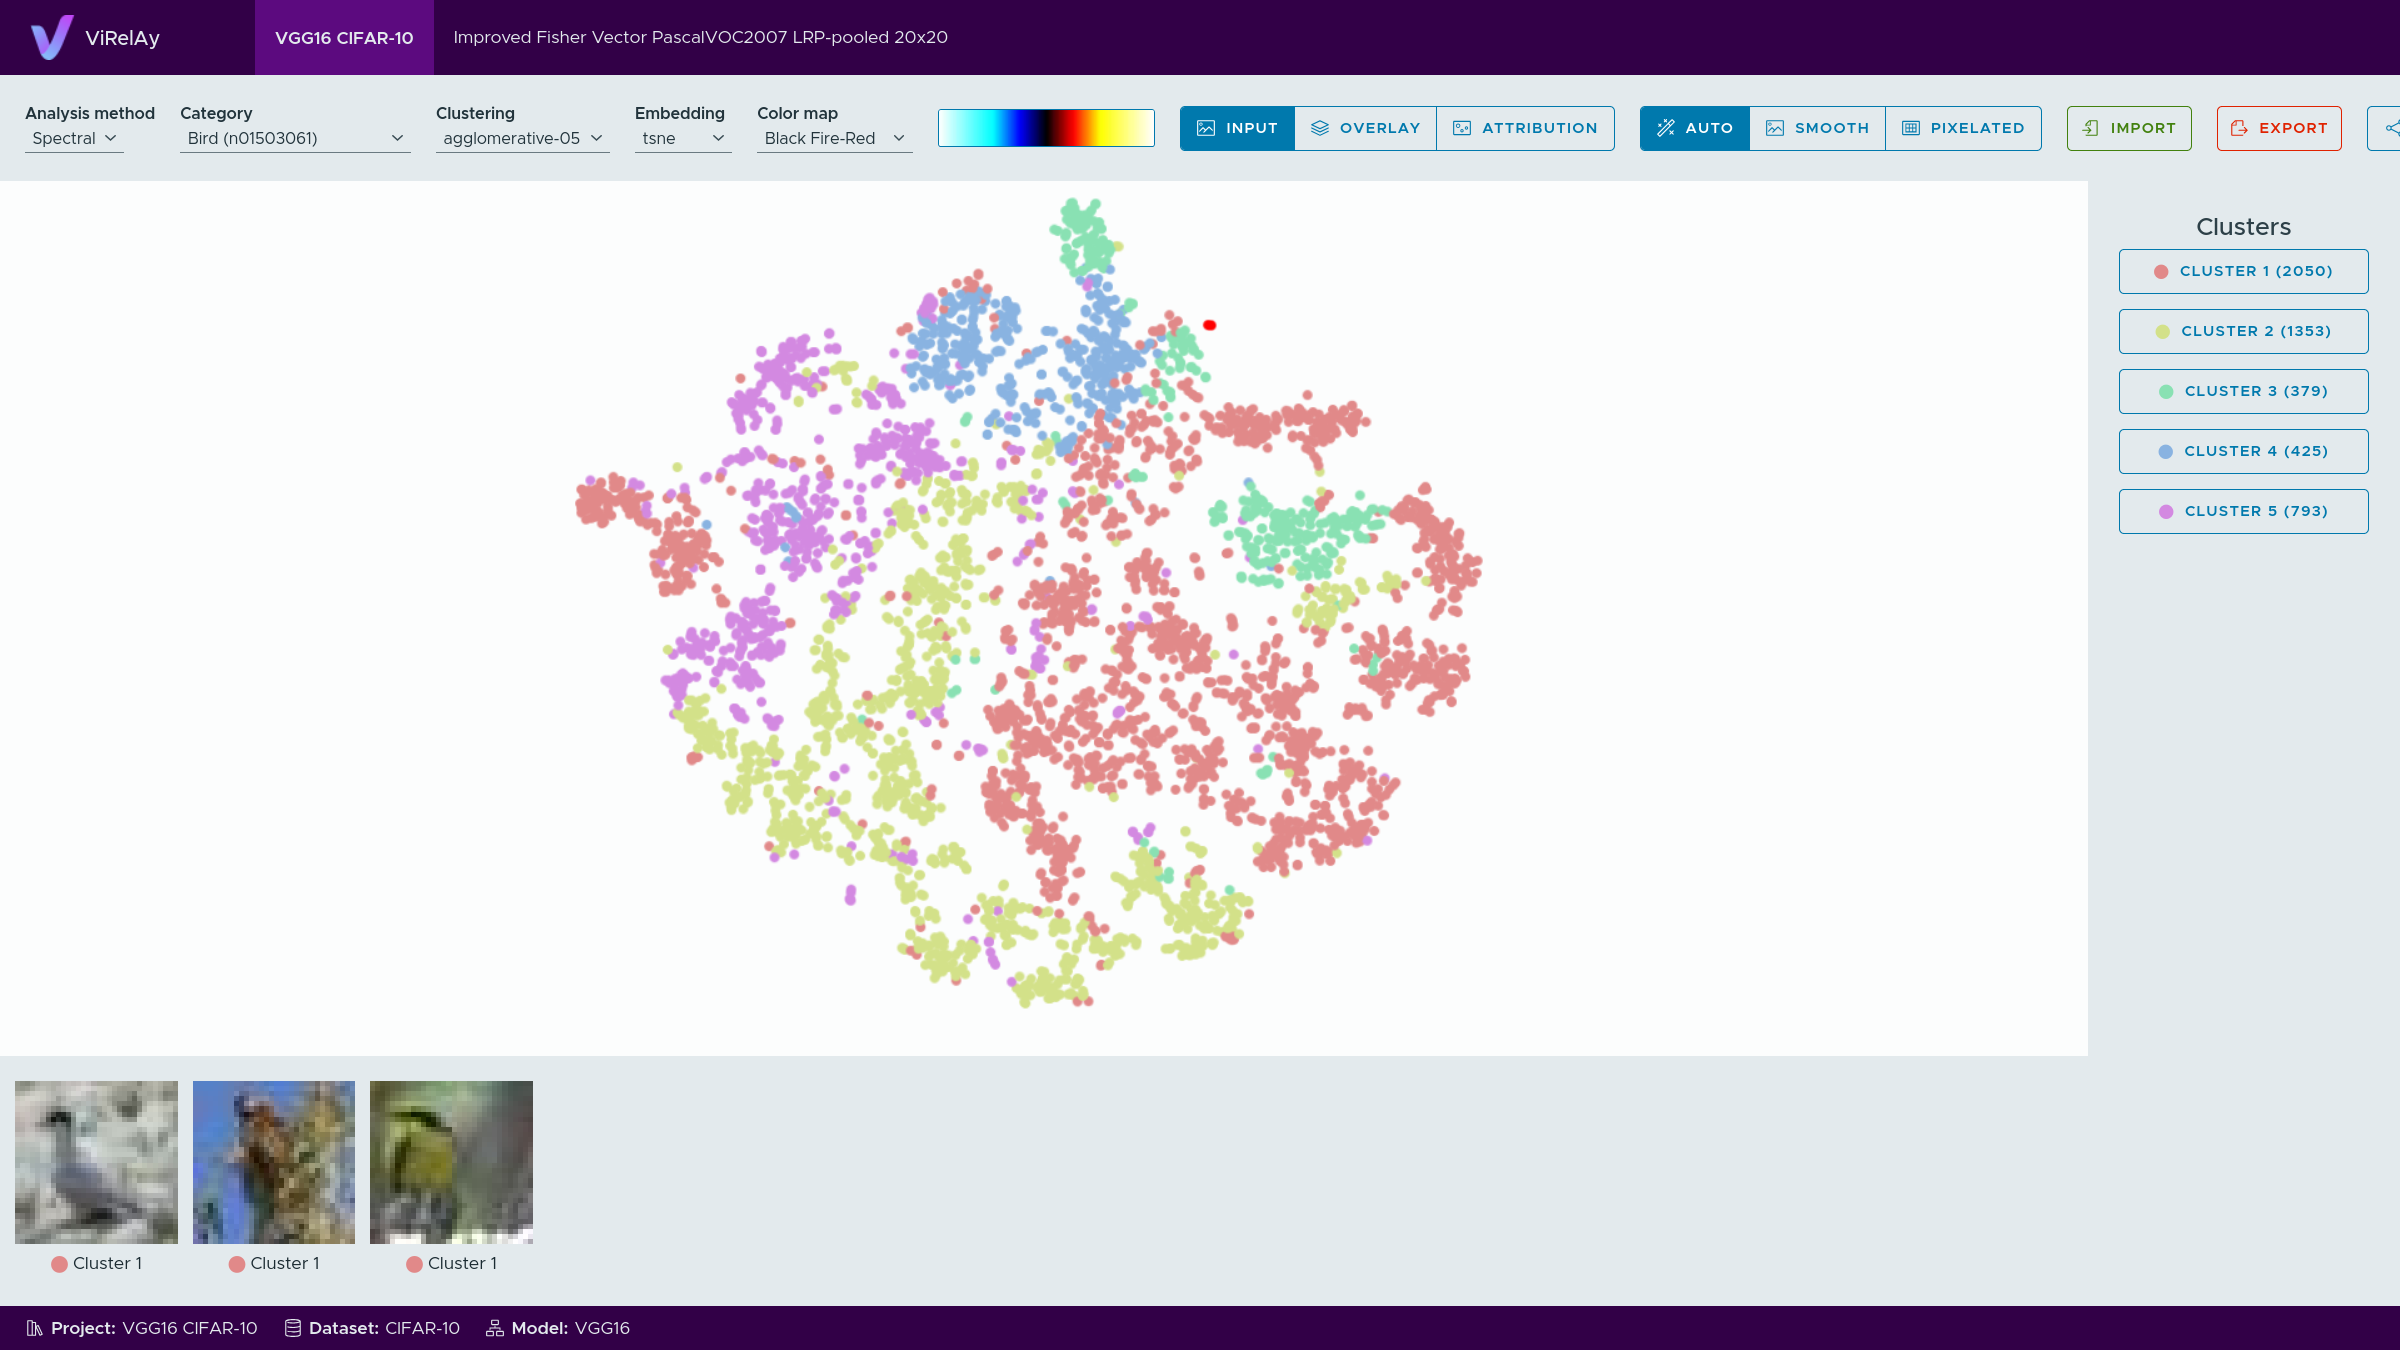 ViRelAy
VGG16 CIFAR-10
Improved Fisher Vector PascalVOC2007 LRP-pooled 20x20
Analysis method
Spectral
Category
Bird (n01503061)
Clustering
agglomerative-05
Embedding
tsne
Color map
Black Fire-Red
INPUT
OVERLAY
ATTRIBUTION
AUTO
SMOOTH
PIXELATED
IMPORT
EXPORT
Clusters
CLUSTER 1 (2050)
CLUSTER 2 (1353)
CLUSTER 3 (379)
CLUSTER 4 (425)
CLUSTER 5 (793)
Cluster 1
Cluster 1
Cluster 1
Project: VGG16 CIFAR-10
Dataset: CIFAR-10
Model: VGG16